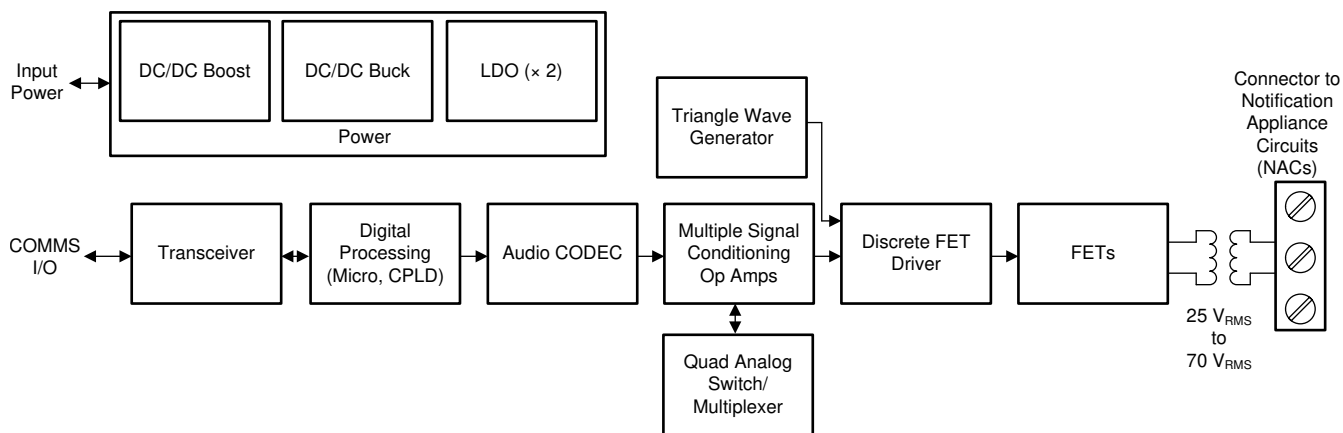 Input
Power
DC/DC Boost
DC/DC Buck
LDO (× 2)
Power
Triangle Wave
Generator
Connector to
Notification
Appliance
Circuits
(NACs)
COMMS
I/O
Transceiver
Digital
Processing
(Micro, CPLD)
Audio CODEC
Multiple Signal
Conditioning
Op Amps
Discrete FET
Driver
FETs
25 VRMS
to
70 VRMS
Quad Analog
Switch/
Multiplexer